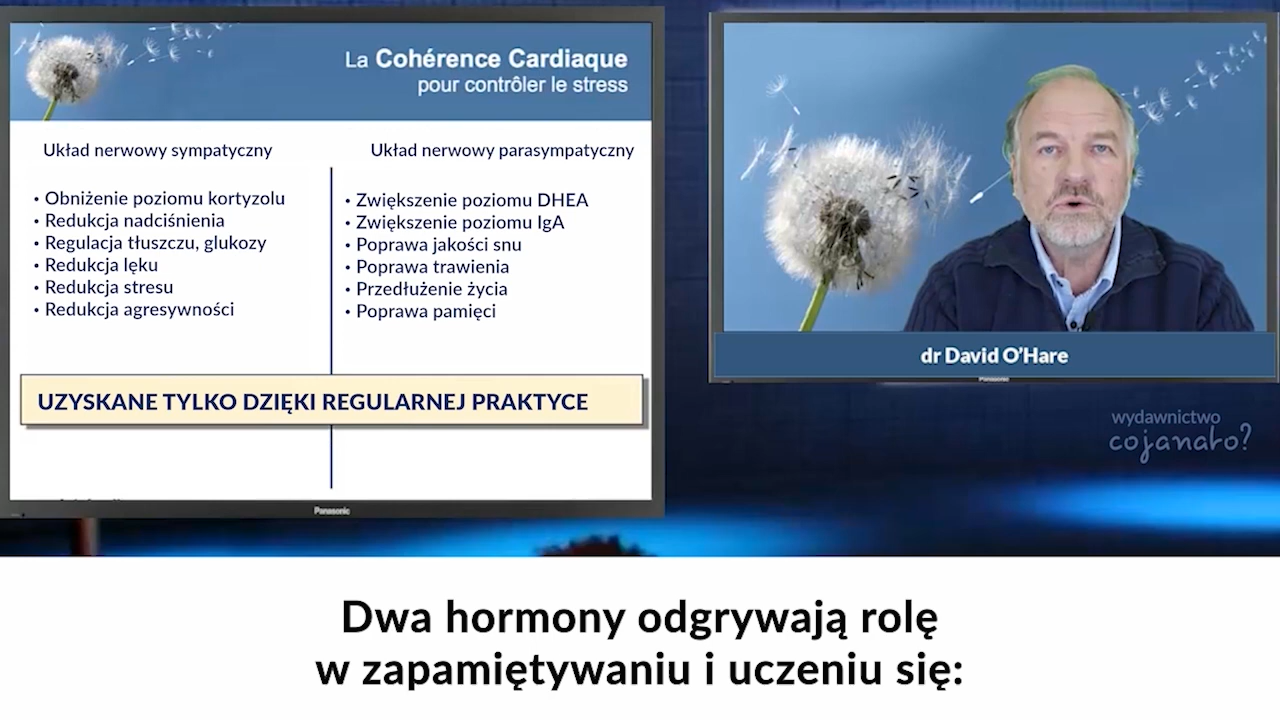 La Cohérence Cardiaque
pour contrôler le stress
Układ nerwowy sympatyczny
• Obniżenie poziomu kortyzolu
• Redukcja nadciśnienia
• Regulacja tłuszczu, glukozy
• Redukcja lęku
• Redukcja stresu
• Redukcja agresywności
Układ nerwowy parasympatyczny
• Zwiększenie poziomu DHEA
• Zwiększenie poziomu IgA
• Poprawa jakości snu
• Poprawa trawienia
• Przedłużenie życia
• Poprawa pamięci
UZYSKANE TYLKO DZIĘKI REGULARNEJ PRAKTYCE
Panasonic
dr David O'Hare
Panasonic
wydawnictwo
cojanato?
Dwa hormony odgrywają rolę
w zapamiętywaniu i uczeniu się: